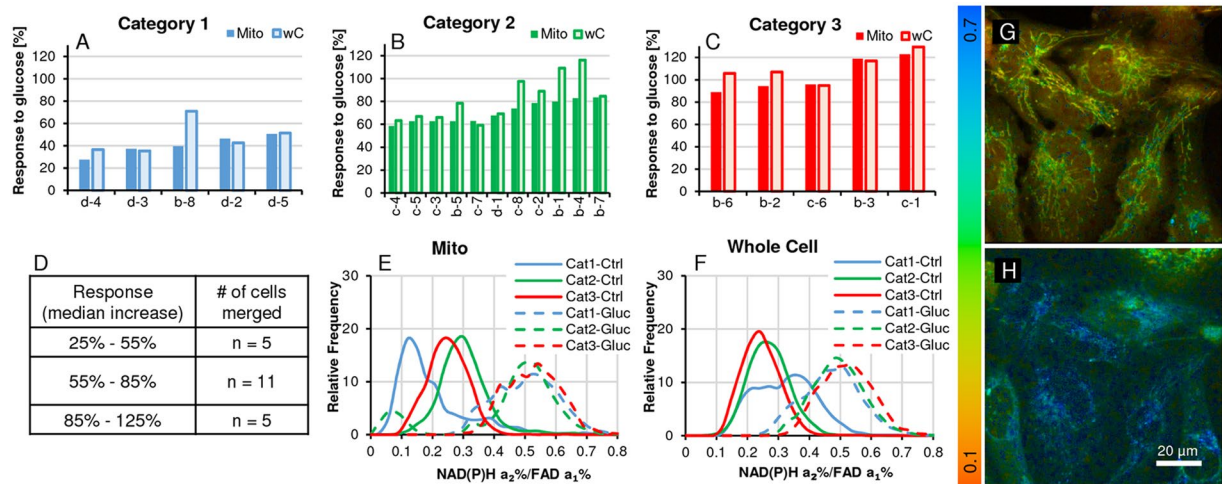 Category 1
A
Mito wC
Response to glucose [%]
120
100
80
60
40
20
0
d-4 d-3 b-8 d-2 d-5
Category 2
B
Mito wC
Response to glucose [%]
120
100
80
60
40
20
0
c-4 c-5 c-3 b-5 c-7 d-1 c-8 c-2 b-1 b-4 b-7
Category 3
C
Mito wC
Response to glucose [%]
120
100
80
60
40
20
0
b-6 b-2 c-6 b-3 c-1
D
Response
(median increase)
# of cells
merged
25% - 55% n = 5
55% - 85% n = 11
85% - 125% n = 5
Mito
E
Cat1-Ctrl
Cat2-Ctrl
Cat3-Ctrl
Cat1-Gluc
Cat2-Gluc
Cat3-Gluc
Relative Frequency
30
20
10
0
0 0.1 0.2 0.3 0.4 0.5 0.6 0.7 0.8
NAD(P)H a₂%/FAD a₁%
Whole Cell
F
Cat1-Ctrl
Cat2-Ctrl
Cat3-Ctrl
Cat1-Gluc
Cat2-Gluc
Cat3-Gluc
Relative Frequency
30
20
10
0
0 0.1 0.2 0.3 0.4 0.5 0.6 0.7 0.8
NAD(P)H a₂%/FAD a₁%
0.7
0.1
G
H
20 µm